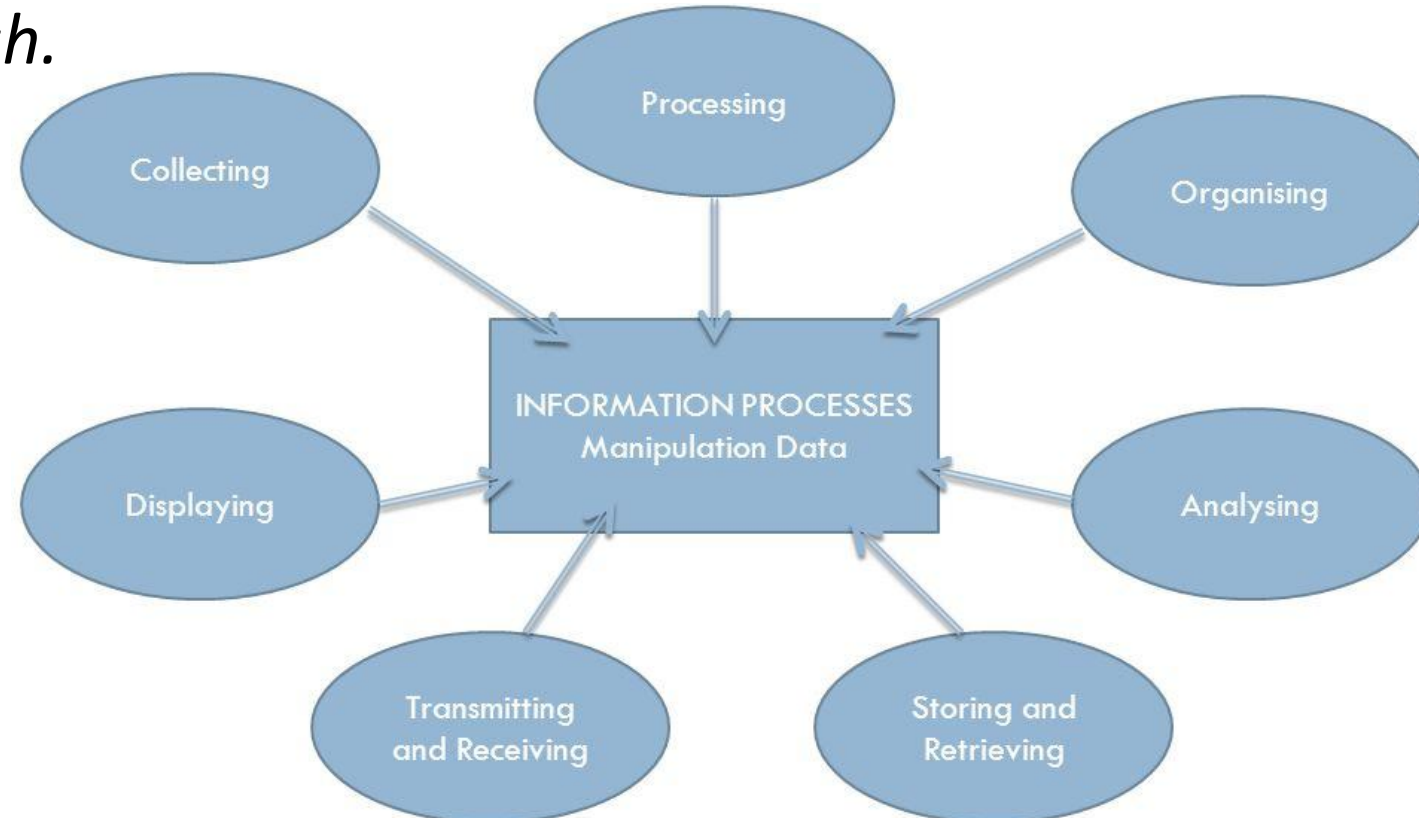 Processing
Collecting
Organising
INFORMATION PROCESSES
Manipulation Data
Displaying
Analysing
Transmitting
and Receiving
Storing and
Retrieving